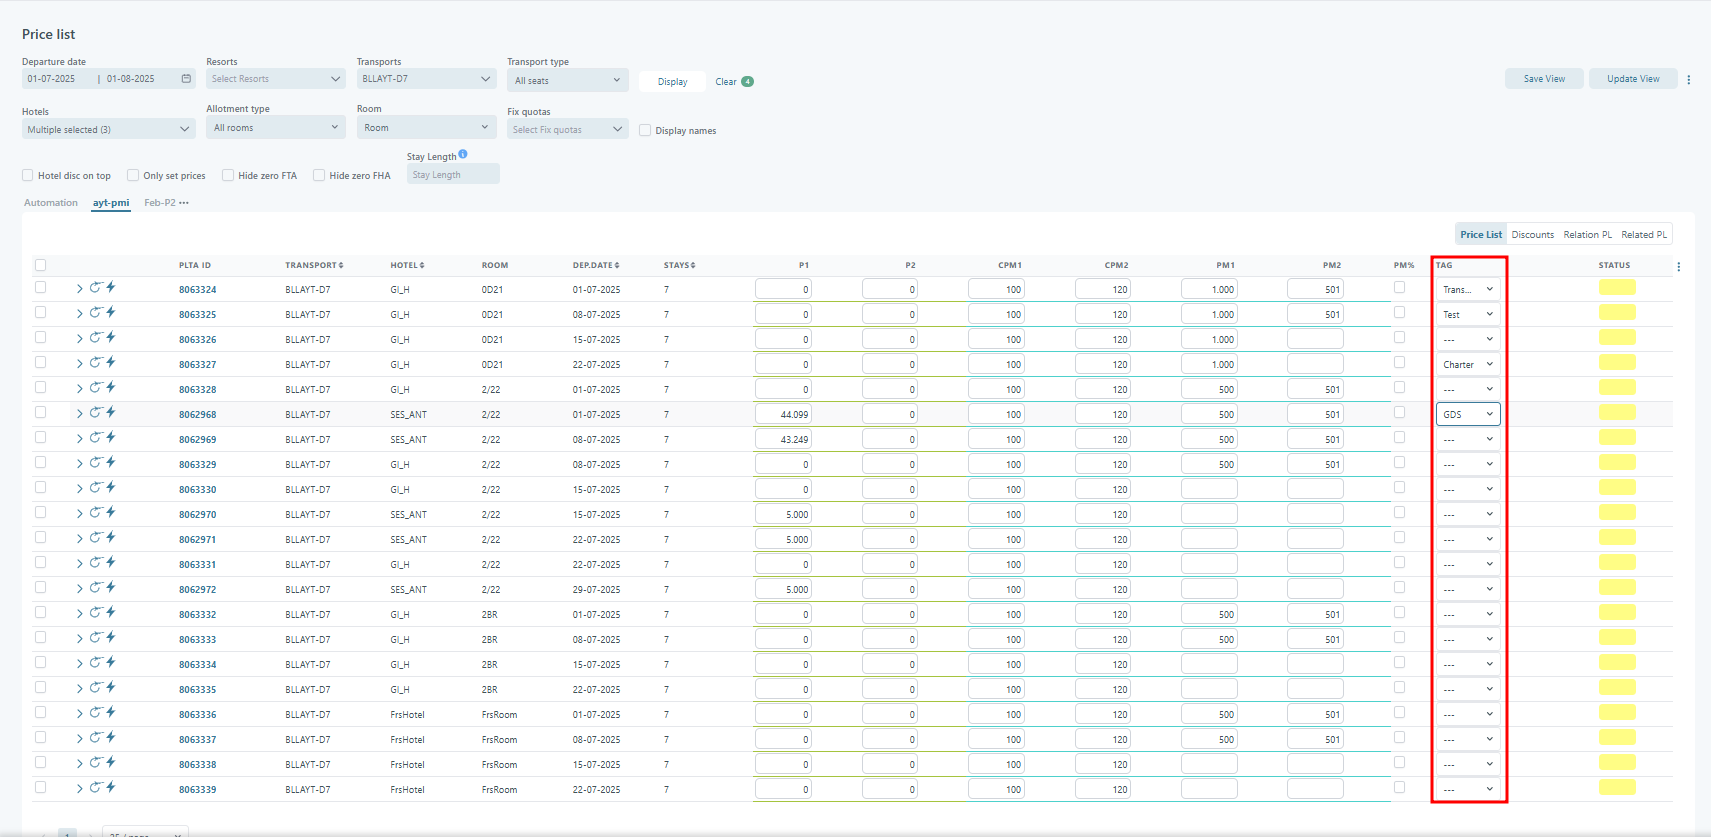 Price list
Departure date Resorts Transports Transport type
01-07-2025 | 01-08-2025 Select Resorts BLLAYT-D7 All seats Display Clear 4 Save View Update View
Hotels Allotment type Room Fix quotas
Multiple selected (3) All rooms Room Select Fix quotas Display names
Stay Length
Hotel disc on top Only set prices Hide zero FTA Hide zero FHA Stay Length
Automation ayt-pmi Feb-P2 •••
Price List Discounts Relation PL Related PL
PLTA ID TRANSPORT HOTEL ROOM DEP.DATE STAYS P1 P2 CPM1 CPM2 PM1 PM2 PM% TAG STATUS
8063324 BLLAYT-D7 GI_H 0D21 01-07-2025 7 0 0 100 120 1.000 501 Trans...
8063325 BLLAYT-D7 GI_H 0D21 08-07-2025 7 0 0 100 120 1.000 501 Test
8063326 BLLAYT-D7 GI_H 0D21 15-07-2025 7 0 0 100 120 1.000 ---
8063327 BLLAYT-D7 GI_H 0D21 22-07-2025 7 0 0 100 120 1.000 Charter
8063328 BLLAYT-D7 GI_H 2/22 01-07-2025 7 0 0 100 120 500 501 ---
8062968 BLLAYT-D7 SES_ANT 2/22 01-07-2025 7 44.099 0 100 120 500 501 GDS
8062969 BLLAYT-D7 SES_ANT 2/22 08-07-2025 7 43.249 0 100 120 500 501 ---
8063329 BLLAYT-D7 GI_H 2/22 08-07-2025 7 0 0 100 120 500 501 ---
8063330 BLLAYT-D7 GI_H 2/22 15-07-2025 7 0 0 100 120 ---
8062970 BLLAYT-D7 SES_ANT 2/22 15-07-2025 7 5.000 0 100 120 ---
8062971 BLLAYT-D7 SES_ANT 2/22 22-07-2025 7 5.000 0 100 120 ---
8063331 BLLAYT-D7 GI_H 2/22 22-07-2025 7 0 0 100 120 ---
8062972 BLLAYT-D7 SES_ANT 2/22 29-07-2025 7 5.000 0 100 120 ---
8063332 BLLAYT-D7 GI_H 2BR 01-07-2025 7 0 0 100 120 500 501 ---
8063333 BLLAYT-D7 GI_H 2BR 08-07-2025 7 0 0 100 120 500 501 ---
8063334 BLLAYT-D7 GI_H 2BR 15-07-2025 7 0 0 100 120 ---
8063335 BLLAYT-D7 GI_H 2BR 22-07-2025 7 0 0 100 120 ---
8063336 BLLAYT-D7 FrsHotel FrsRoom 01-07-2025 7 0 0 100 120 500 501 ---
8063337 BLLAYT-D7 FrsHotel FrsRoom 08-07-2025 7 0 0 100 120 500 501 ---
8063338 BLLAYT-D7 FrsHotel FrsRoom 15-07-2025 7 0 0 100 120 ---
8063339 BLLAYT-D7 FrsHotel FrsRoom 22-07-2025 7 0 0 100 120 ---
1 25 / page